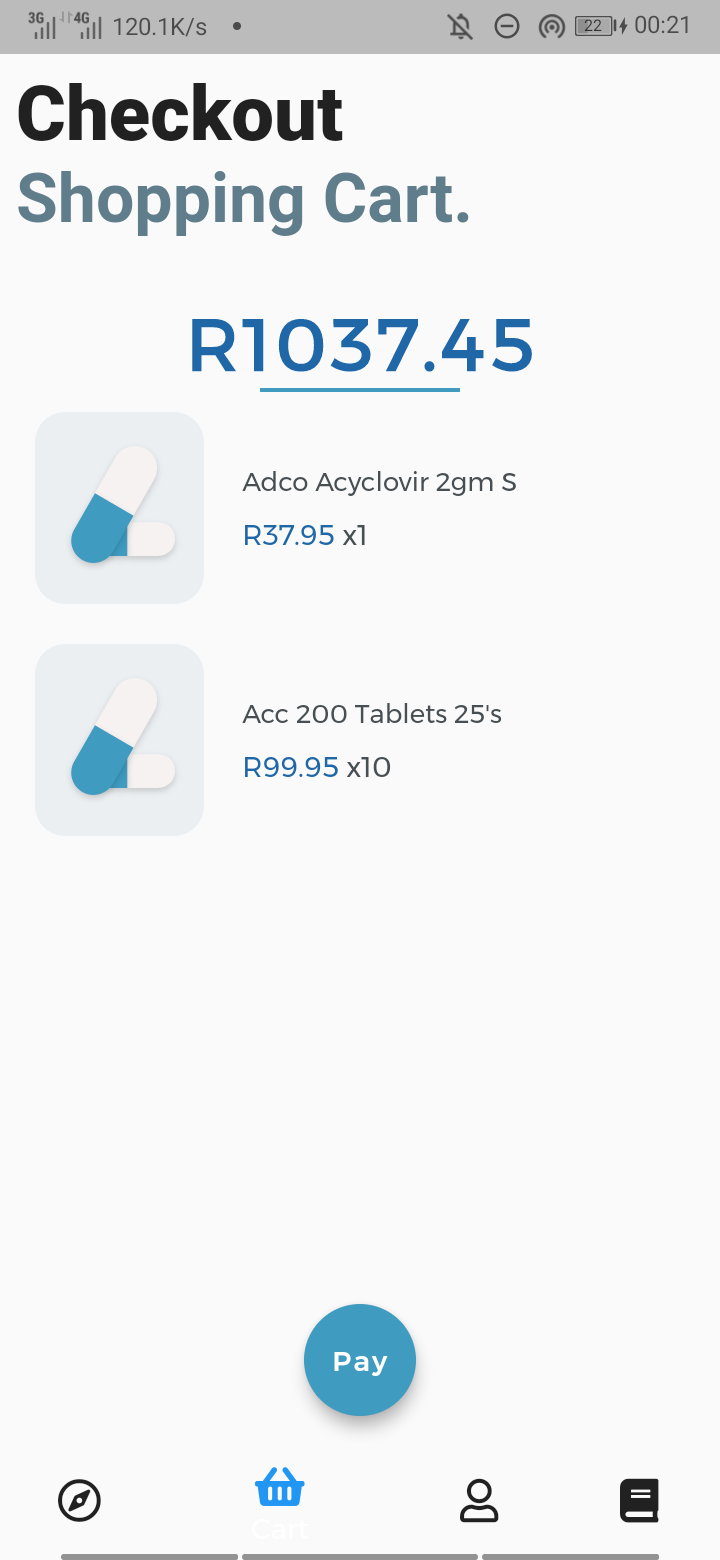 3G 4G 120.1K/s 22 00:21
Checkout
Shopping Cart.
R1037.45
Adco Acyclovir 2gm S
R37.95 x1
Acc 200 Tablets 25's
R99.95 x10
Pay
Cart